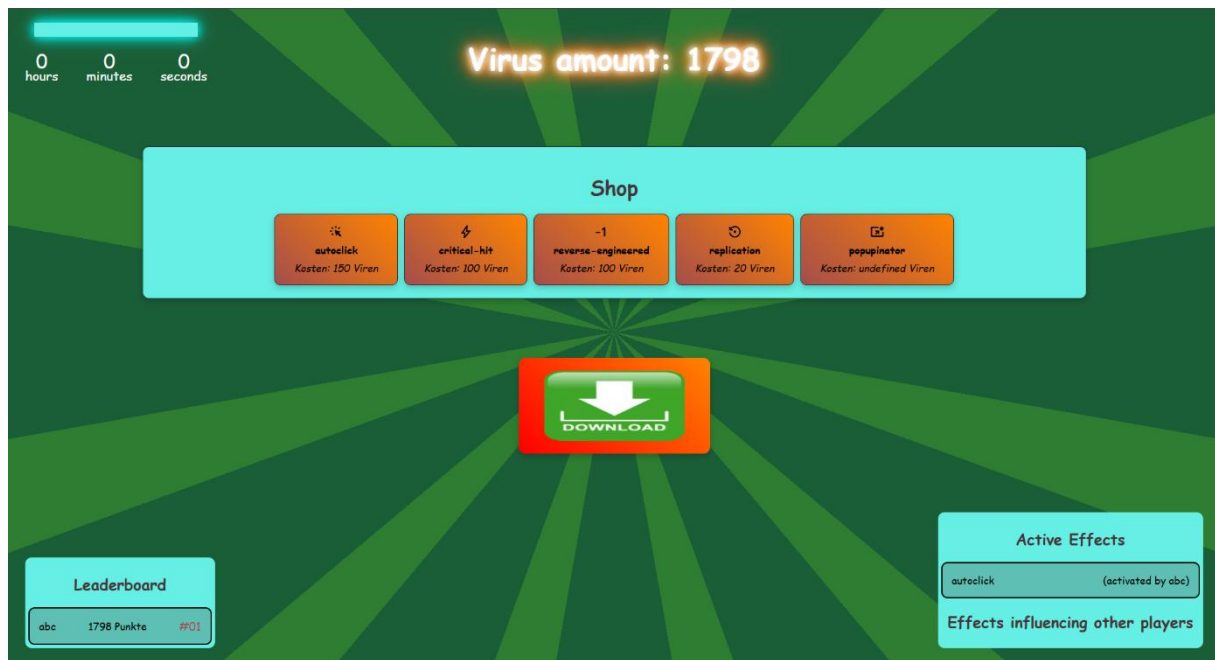 Virus amount: 1798
0 0 0
hours minutes seconds
Shop
-1
autoclick critical-hit reverse-engineered replication popupinator
Kosten: 150 Viren Kosten: 100 Viren Kosten: 100 Viren Kosten: 20 Viren Kosten: undefined Viren
DOWNLOAD
Leaderboard
abc 1798 Punkte #01
Active Effects
autoclick (activated by abc)
Effects influencing other players